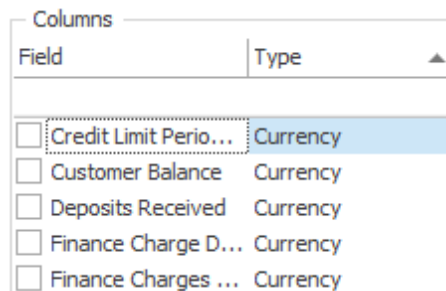 Columns
Field Type
Credit Limit Perio... Currency
Customer Balance Currency
Deposits Received Currency
Finance Charge D... Currency
Finance Charges ... Currency